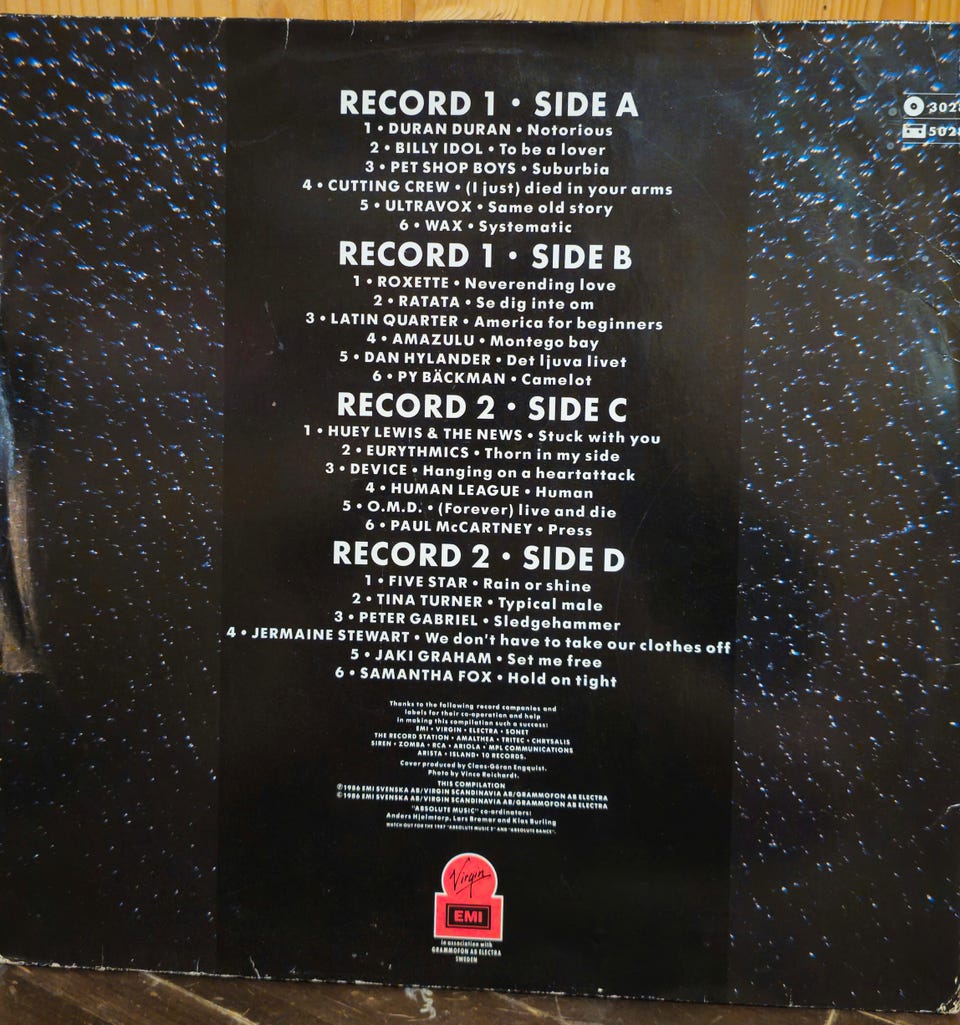 RECORD 1 • SIDE A
1 • DURAN DURAN • Notorious
2 • BILLY IDOL • To be a lover
3 • PET SHOP BOYS • Suburbia
4 • CUTTING CREW • (I just) died in your arms
5 • ULTRAVOX • Same old story
6 • WAX • Systematic
RECORD 1 • SIDE B
1 • ROXETTE • Neverending love
2 • RATATA • Se dig inte om
3 • LATIN QUARTER • America for beginners
4 • AMAZULU • Montego bay
5 • DAN HYLANDER • Det ljuva livet
6 • PY BÄCKMAN • Camelot
RECORD 2 • SIDE C
1 • HUEY LEWIS & THE NEWS • Stuck with you
2 • EURYTHMICS • Thorn in my side
3 • DEVICE • Hanging on a heartattack
4 • HUMAN LEAGUE • Human
5 • O.M.D. • (Forever) live and die
6 • PAUL McCARTNEY • Press
RECORD 2 • SIDE D
1 • FIVE STAR • Rain or shine
2 • TINA TURNER • Typical male
3 • PETER GABRIEL • Sledgehammer
4 • JERMAINE STEWART • We don't have to take our clothes off
5 • JAKI GRAHAM • Set me free
6 • SAMANTHA FOX • Hold on tight
Thanks to the following record companies and
labels for their co-operation and help
in making this compilation such a success:
EMI • VIRGIN • ELECTRA • SONET
THE RECORD STATION • AMALTHEA • TRITEC • CHRYSALIS
SIREN • ZOMBA • RCA • ARIOLA • MPL COMMUNICATIONS
ARISTA • ISLAND • 10 RECORDS.
Cover produced by Claes-Göran Engquist.
Photo by Vince Reichardt.
THIS COMPILATION
Ⓟ 1986 EMI SVENSKA AB/VIRGIN SCANDINAVIA AB/GRAMMOFON AB ELECTRA
© 1986 EMI SVENSKA AB/VIRGIN SCANDINAVIA AB/GRAMMOFON AB ELECTRA
"ABSOLUTE MUSIC" co-ordinators:
Anders Hjelmtorp, Lars Bremer and Klas Burling
WATCH OUT FOR THE 1987 "ABSOLUTE MUSIC 2" AND "ABSOLUTE DANCE".
Virgin
EMI
in association with
GRAMMOFON AB ELECTRA
SWEDEN
302
502